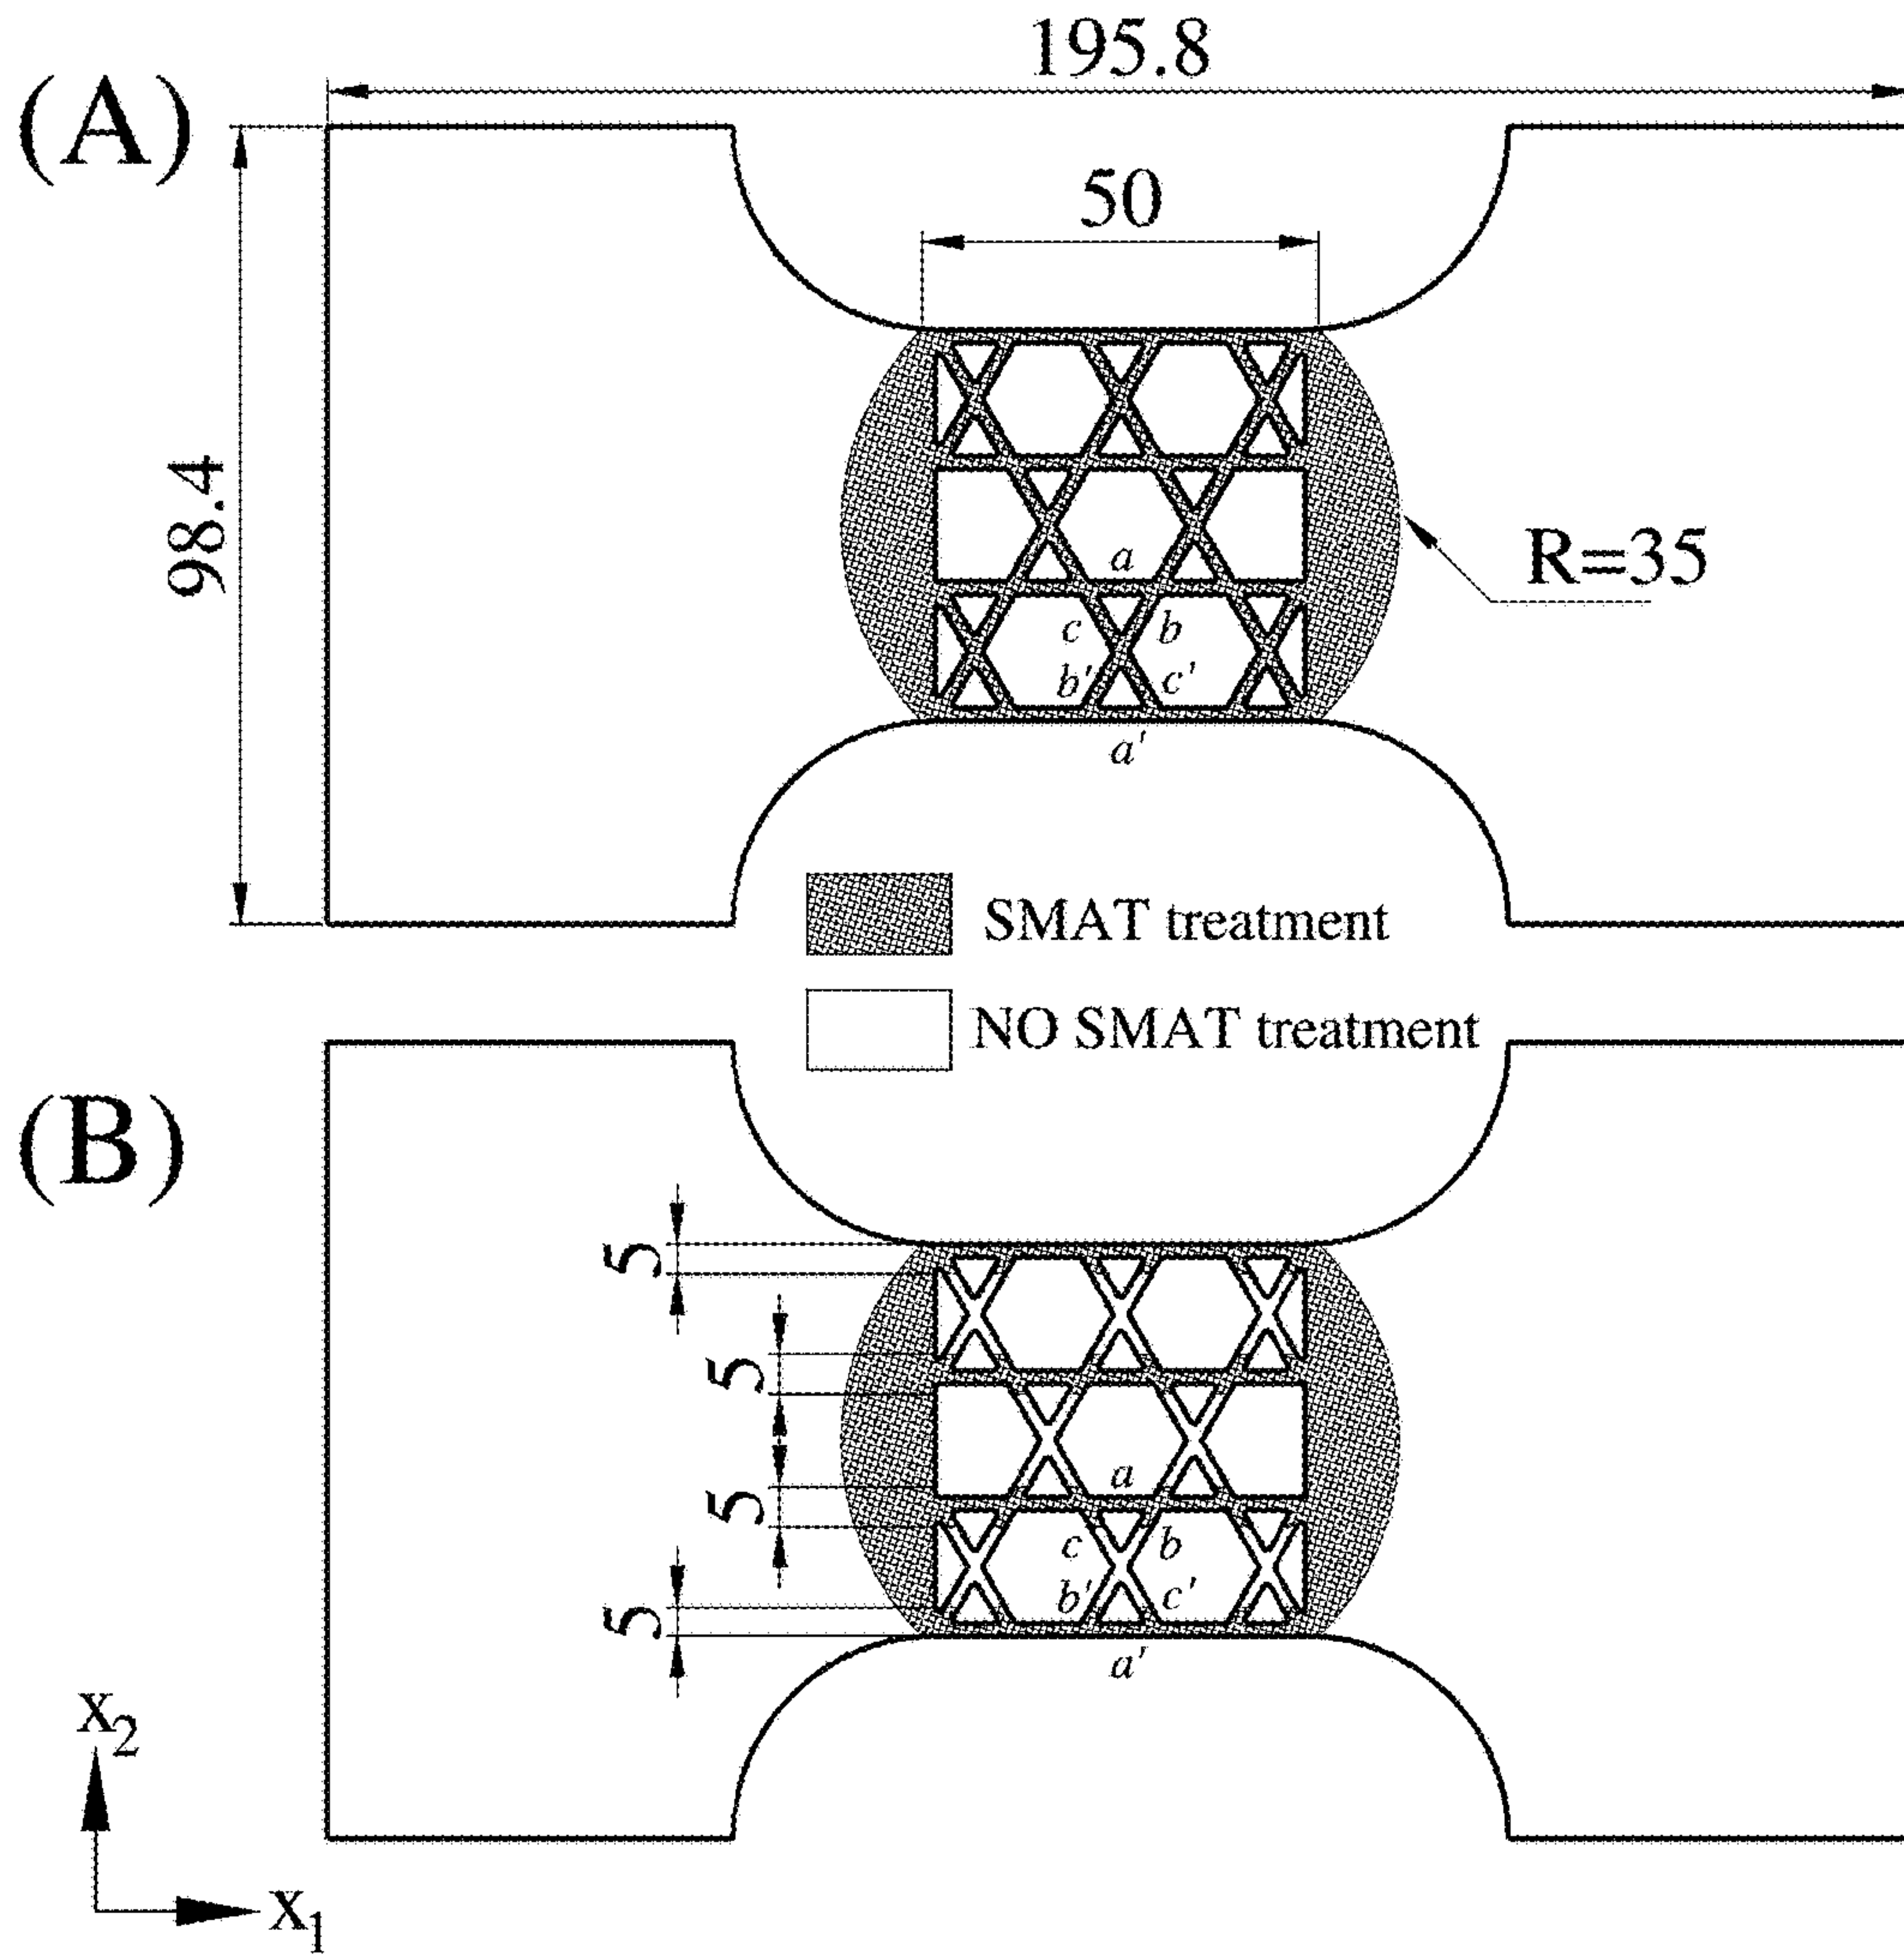 (A)
195.8
50
98.4
R=35
a
c b
b' c'
a'
SMAT treatment
NO SMAT treatment
(B)
5
5
5
5
a
c b
b' c'
a'
x2
x1